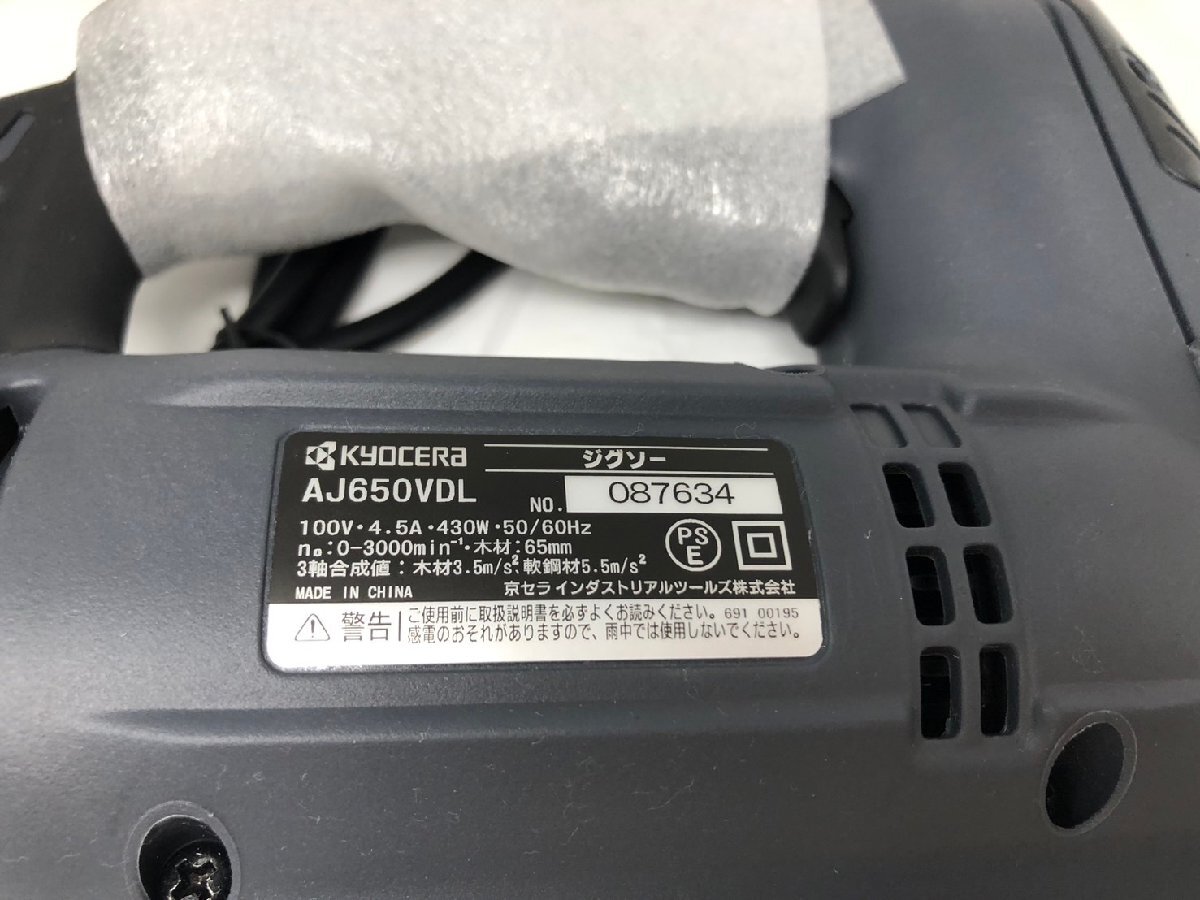 KYOCERA ジグソー
AJ650VDL NO. 087634
100V・4.5A・430W・50/60Hz
n₀:0-3000min⁻¹・木材:65mm
PS E
3軸合成値:木材3.5m/s² 軟鋼材5.5m/s²
MADE IN CHINA 京セラ インダストリアルツールズ株式会社
警告 ご使用前に取扱説明書を必ずよくお読みください。 691 00195
感電のおそれがありますので、雨中では使用しないでください。